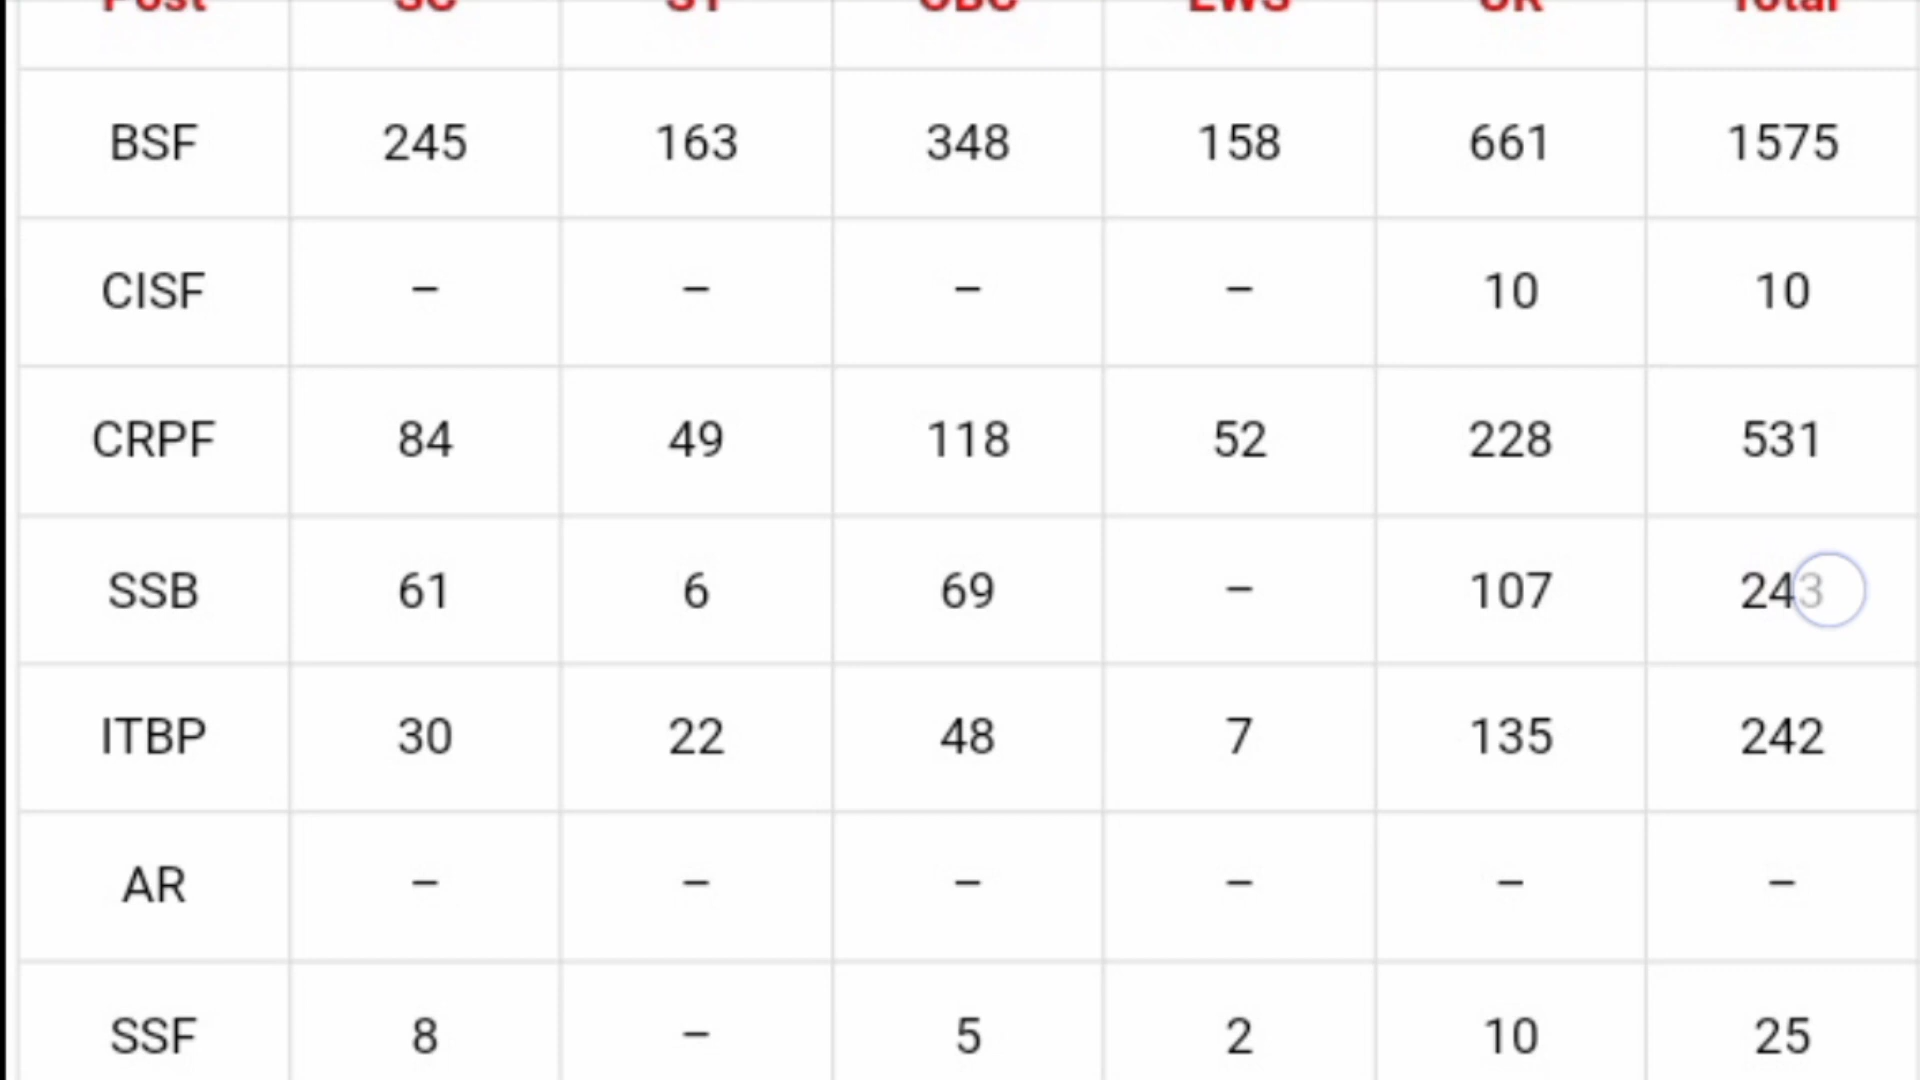 Post SC ST OBC EWS UR Total
BSF 245 163 348 158 661 1575
CISF – – – – 10 10
CRPF 84 49 118 52 228 531
SSB 61 6 69 – 107 243
ITBP 30 22 48 7 135 242
AR – – – – – –
SSF 8 – 5 2 10 25